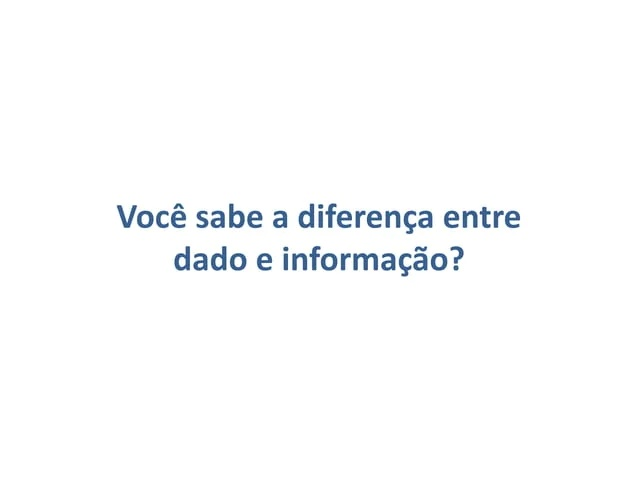 Você sabe a diferença entre
dado e informação?